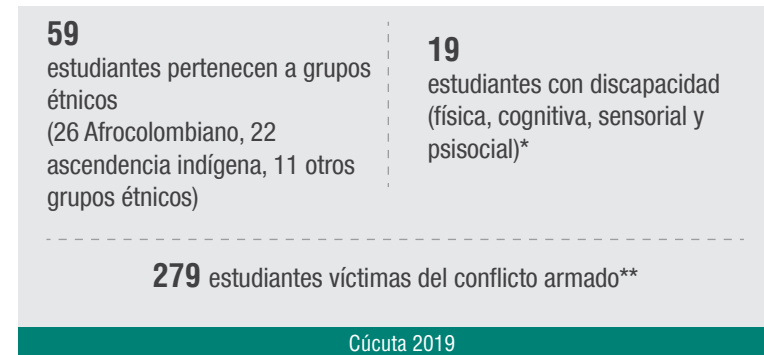 59
estudiantes pertenecen a grupos
étnicos
(26 Afrocolombiano, 22
ascendencia indígena, 11 otros
grupos étnicos)
19
estudiantes con discapacidad
(física, cognitiva, sensorial y
psisocial)*
279 estudiantes víctimas del conflicto armado**
Cúcuta 2019